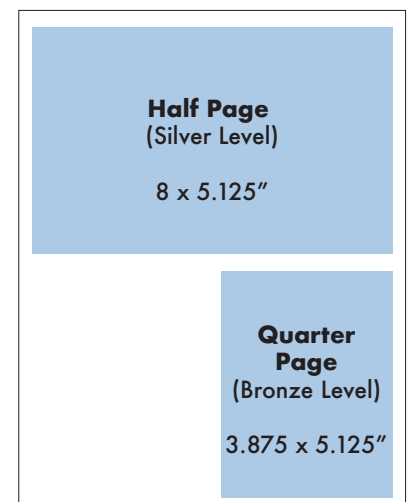 Half Page
(Silver Level)
8 x 5.125″
Quarter
Page
(Bronze Level)
3.875 x 5.125″